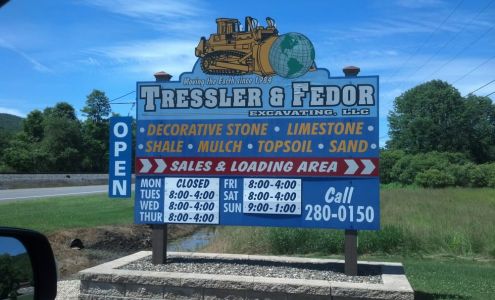 Moving the Earth since 1989
TRESSLER & FEDOR
EXCAVATING, LLC
• DECORATIVE STONE • LIMESTONE
• SHALE • MULCH • TOPSOIL • SAND •
SALES & LOADING AREA
OPEN
MON CLOSED FRI 8:00-4:00
TUES 8:00-4:00 SAT 8:00-4:00
WED 8:00-4:00 SUN 9:00-1:00
THUR 8:00-4:00
Call
280-0150